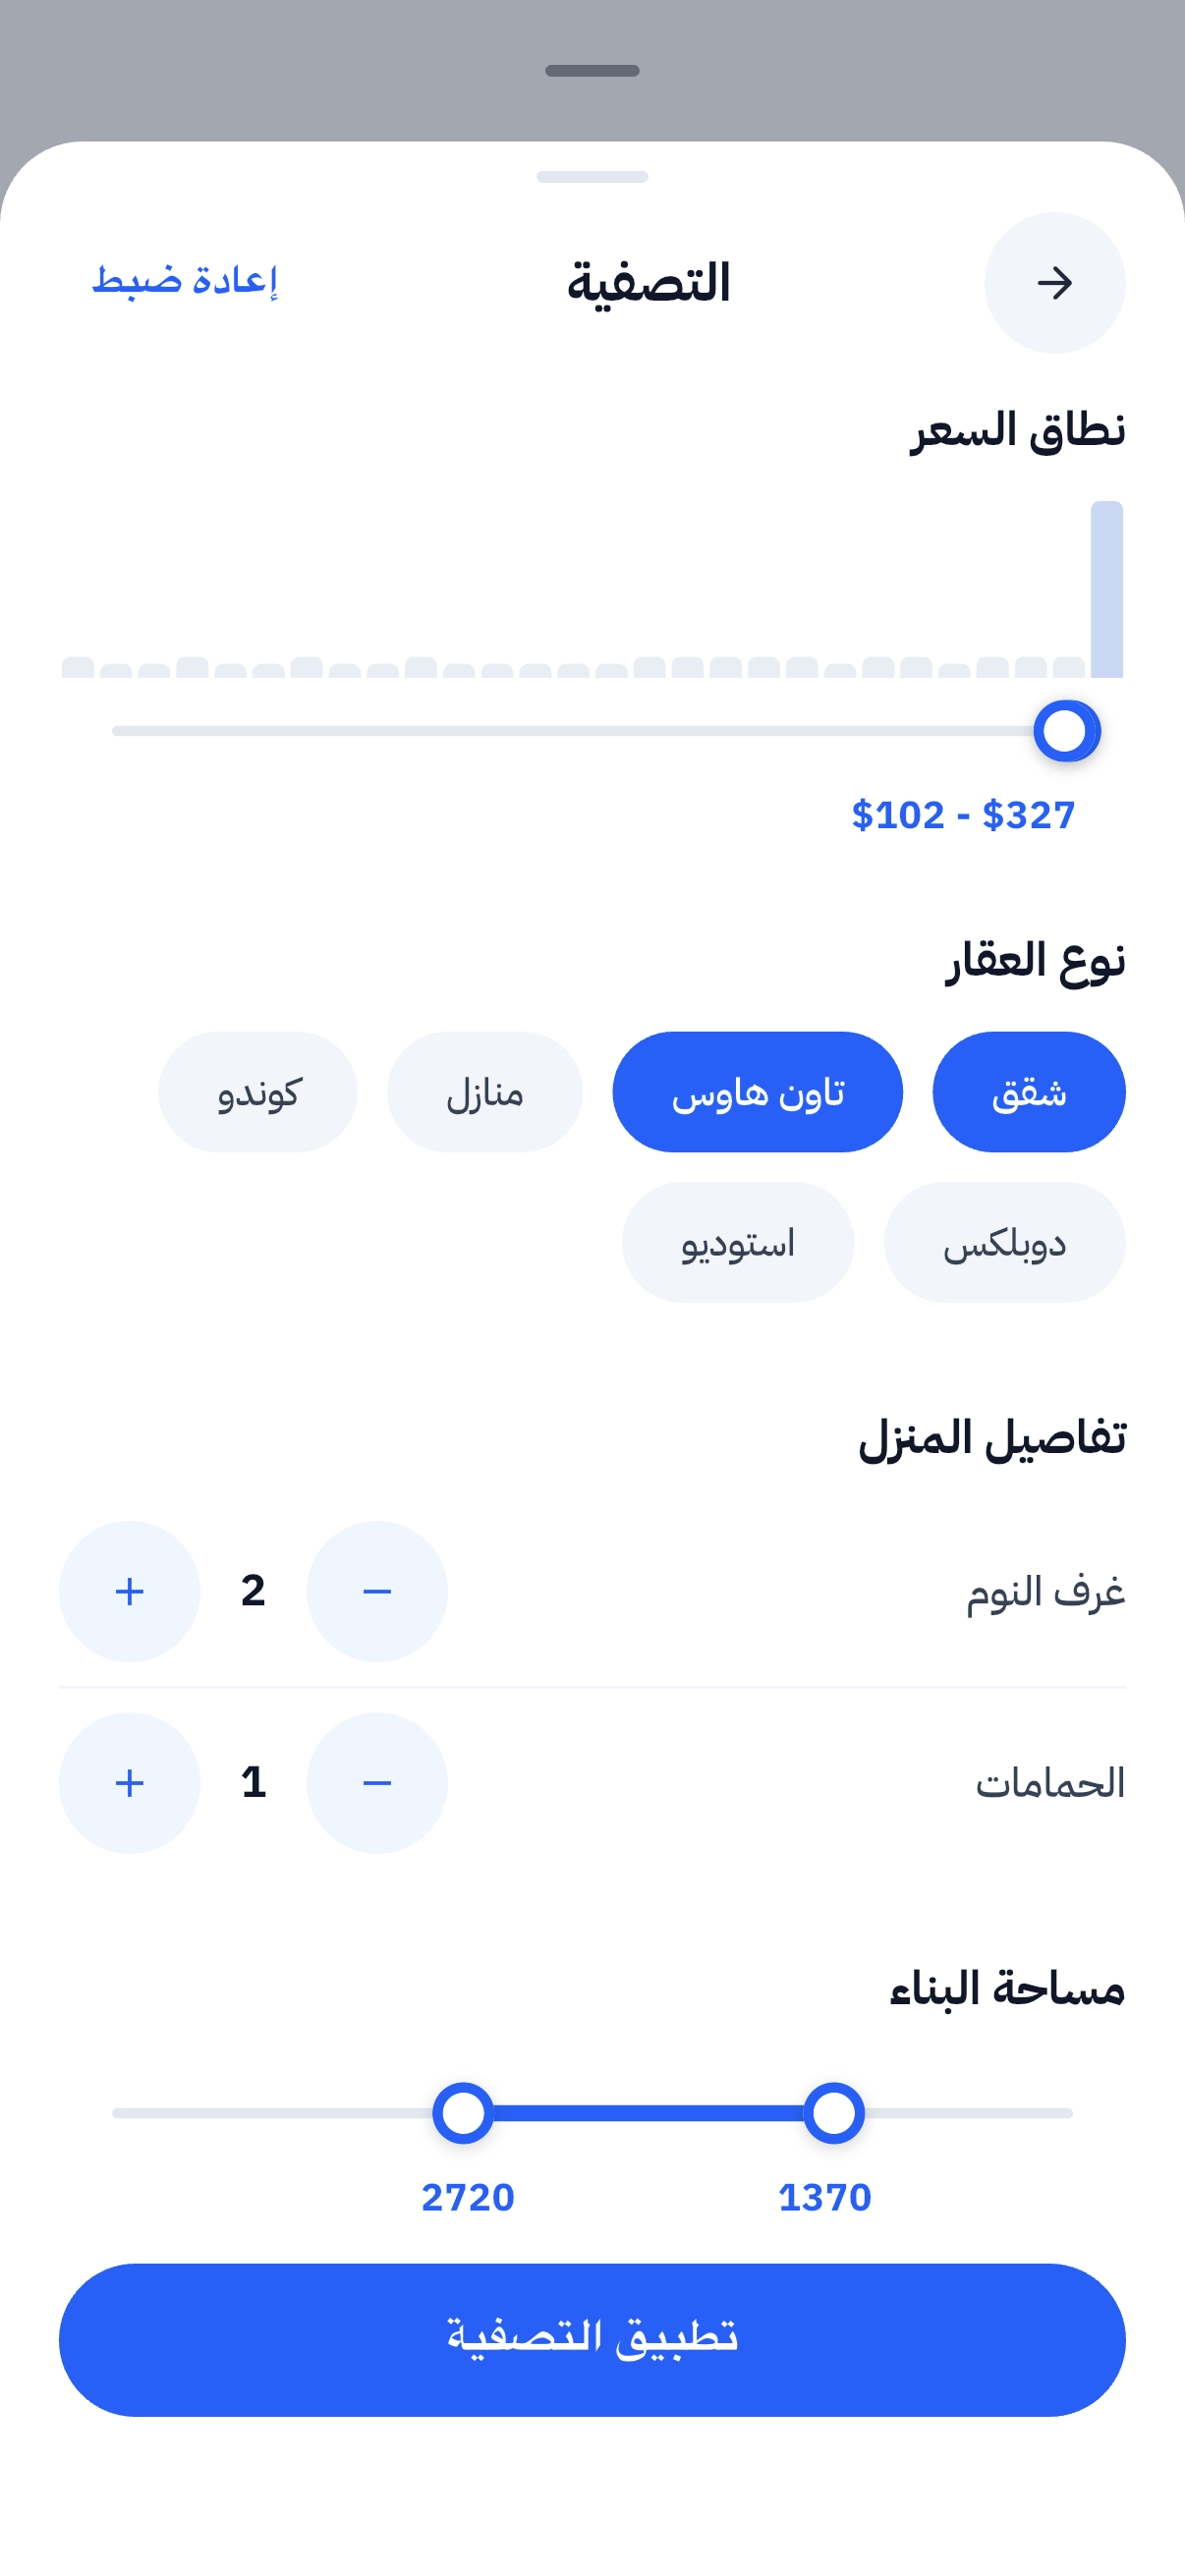 التصفية
إعادة ضبط
نطاق السعر
$102 - $327
نوع العقار
شقق
تاون هاوس
منازل
كوندو
دوبلكس
استوديو
تفاصيل المنزل
غرف النوم
− 2 +
الحمامات
− 1 +
مساحة البناء
1370
2720
تطبيق التصفية